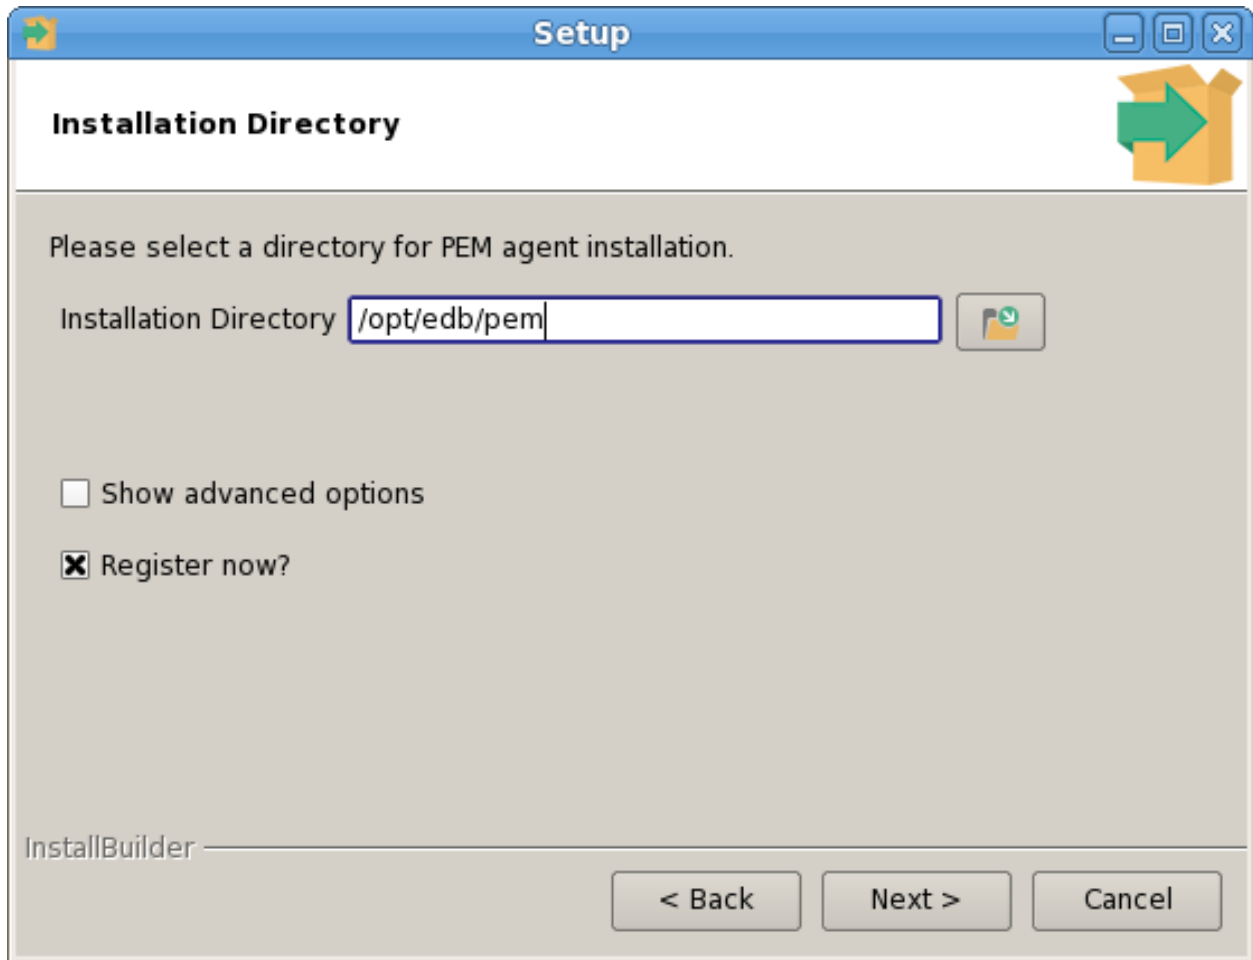 Setup
Installation Directory
Please select a directory for PEM agent installation.
Installation Directory /opt/edb/pem
Show advanced options
Register now?
InstallBuilder
< Back Next > Cancel